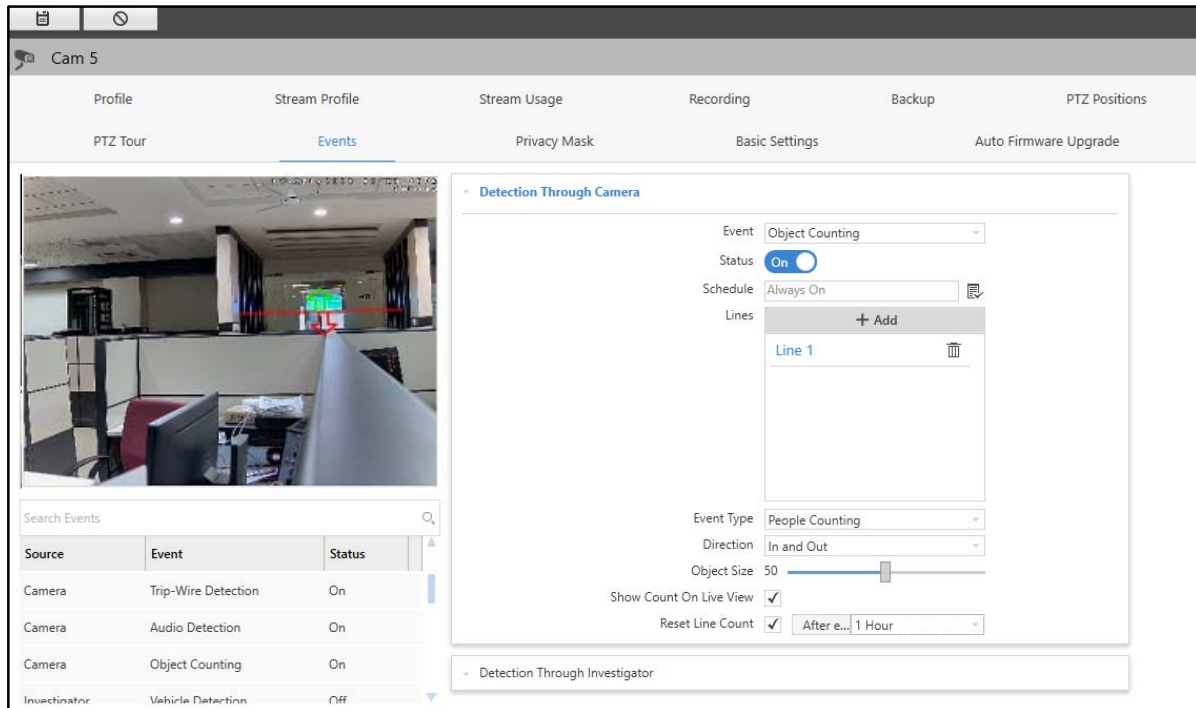 Cam 5
Profile
Stream Profile
Stream Usage
Recording
Backup
PTZ Positions
PTZ Tour
Events
Privacy Mask
Basic Settings
Auto Firmware Upgrade
Detection Through Camera
Event Object Counting
Status On
Schedule Always On
Lines + Add
Line 1
Event Type People Counting
Direction In and Out
Object Size 50
Show Count On Live View
Reset Line Count After e... 1 Hour
Detection Through Investigator
Search Events
Source Event Status
Camera Trip-Wire Detection On
Camera Audio Detection On
Camera Object Counting On
Investigator Vehicle Detection Off